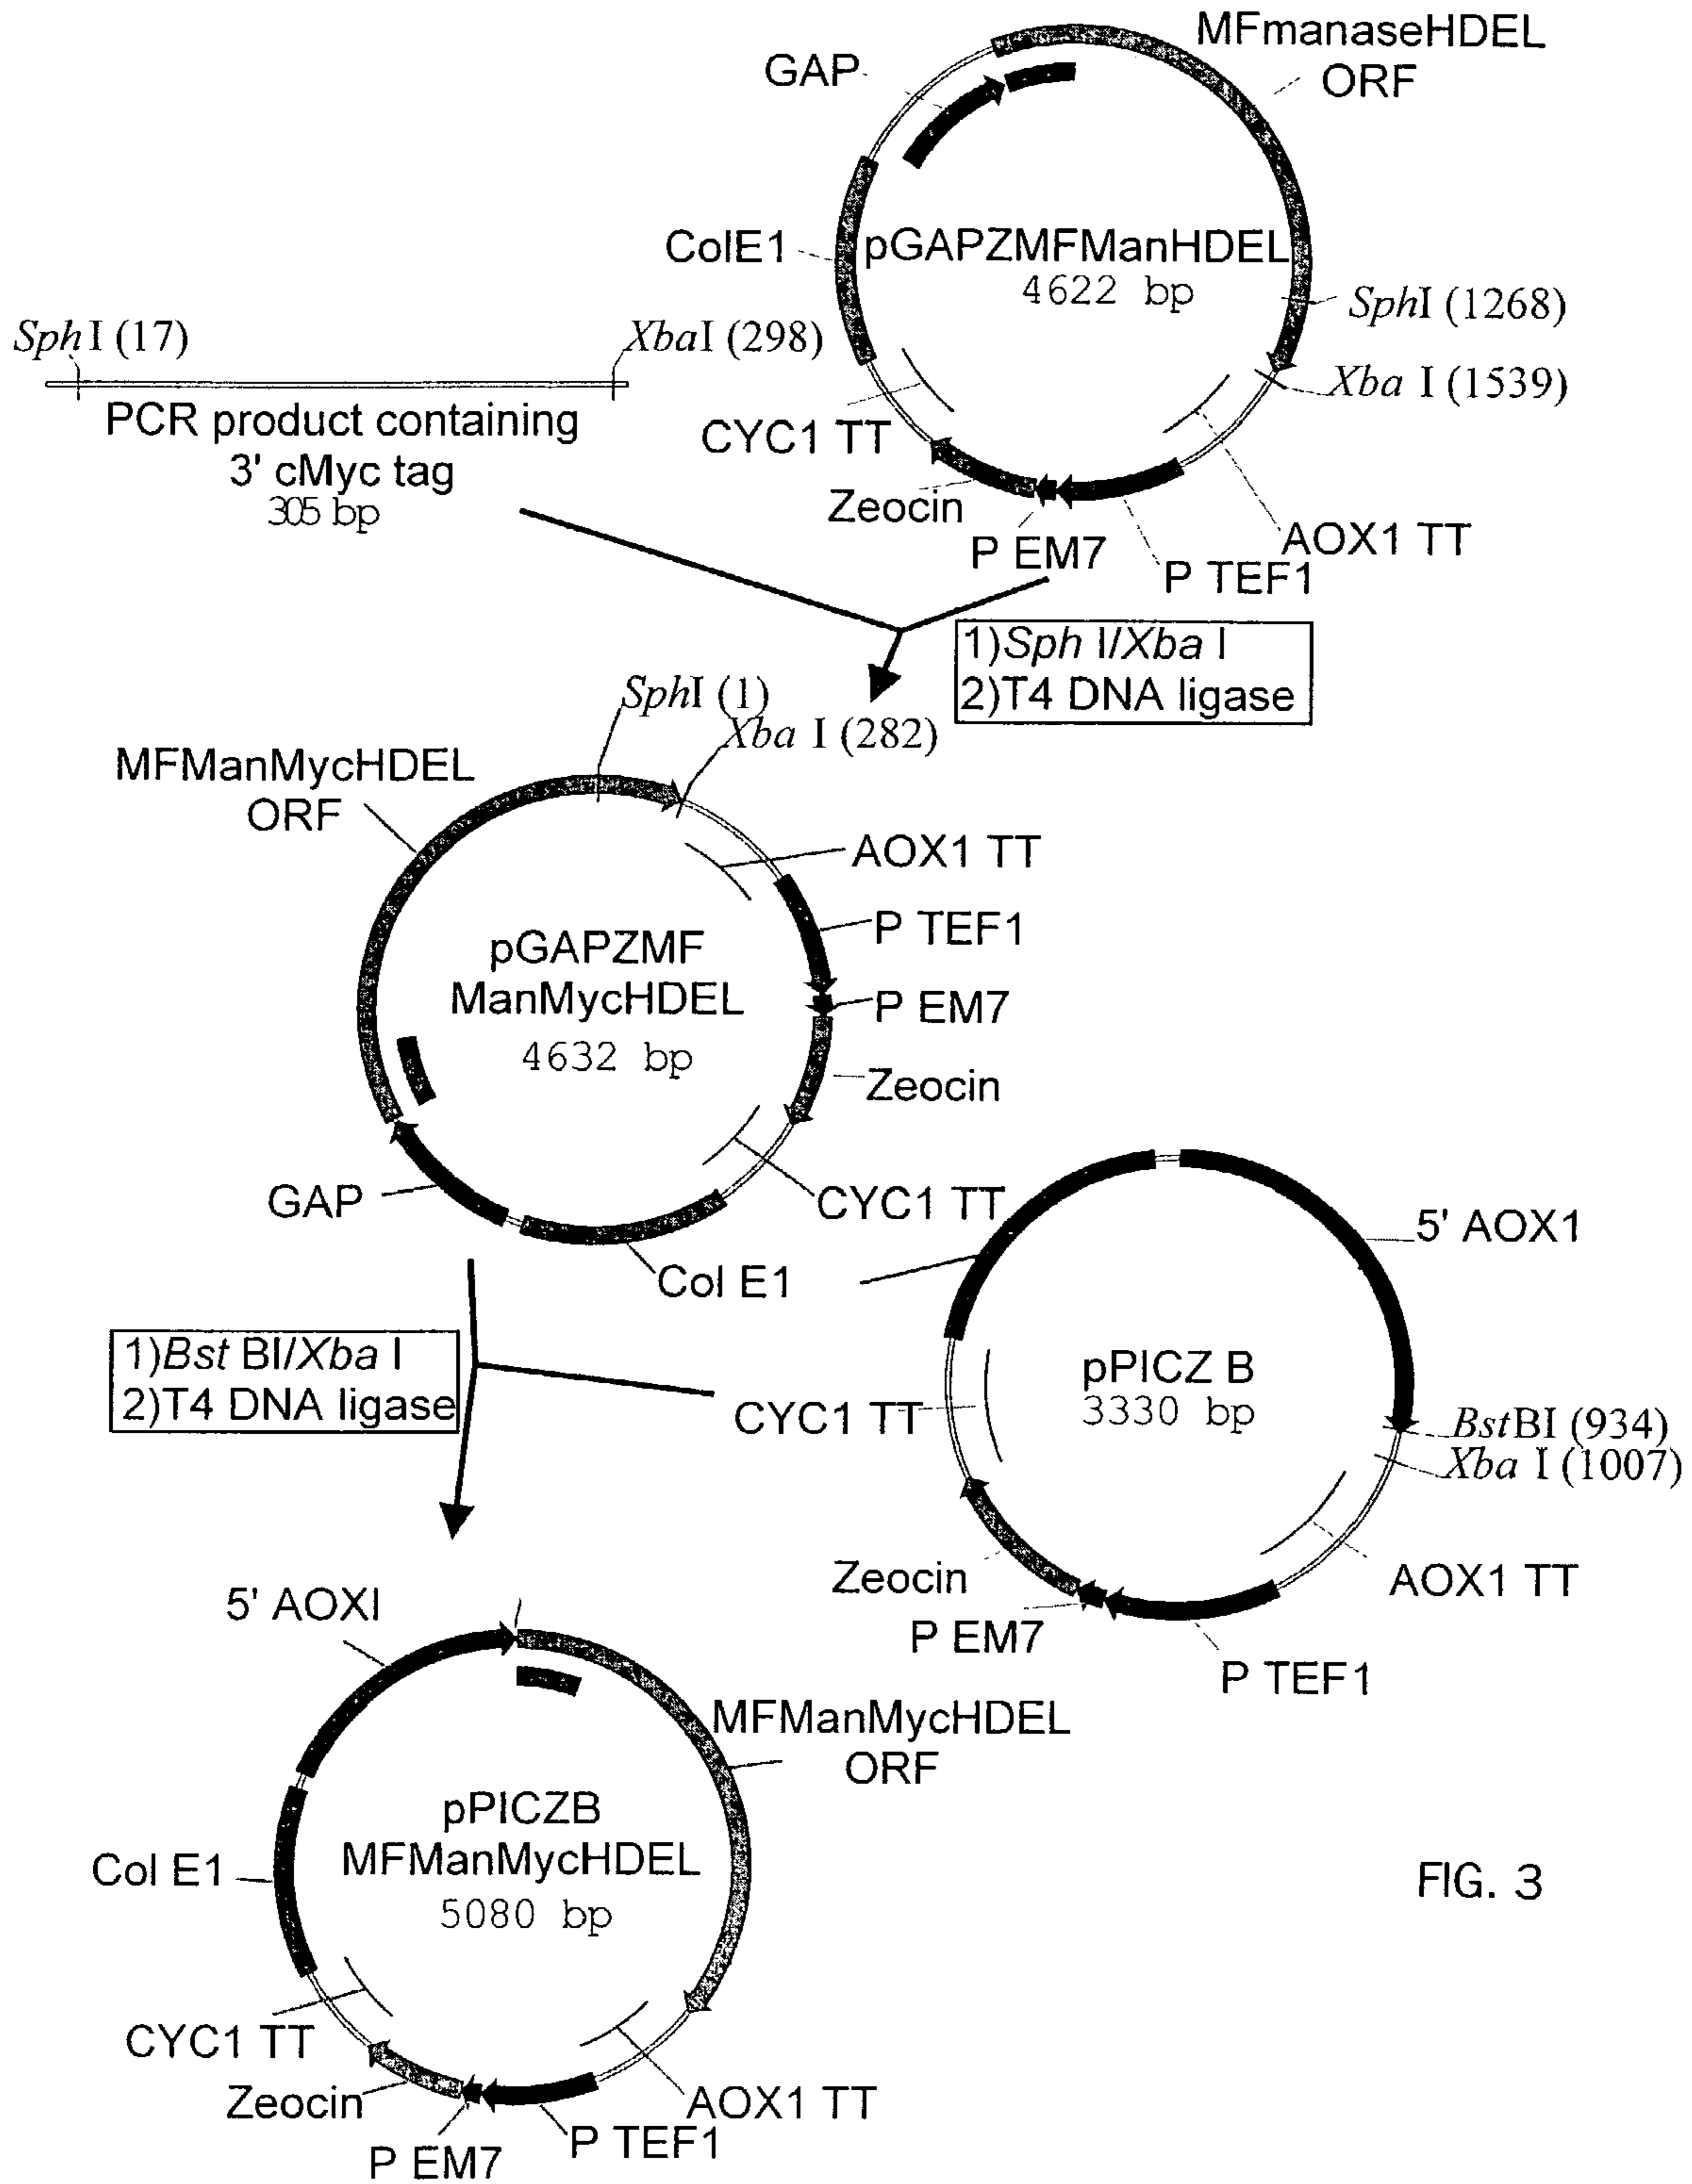 MFmanaseHDEL
ORF
GAP
ColE1
pGAPZMFManHDEL
4622 bp
SphI (1268)
SphI (17)
XbaI (298)
Xba I (1539)
PCR product containing
3' cMyc tag
305 bp
CYC1 TT
Zeocin
P EM7
AOX1 TT
P TEF1
1)Sph I/Xba I
2)T4 DNA ligase
SphI (1)
Xba I (282)
MFManMycHDEL
ORF
AOX1 TT
P TEF1
pGAPZMF
ManMycHDEL
4632 bp
P EM7
Zeocin
GAP
CYC1 TT
Col E1
5' AOX1
1)Bst BI/Xba I
2)T4 DNA ligase
pPICZ B
3330 bp
CYC1 TT
BstBI (934)
Xba I (1007)
Zeocin
AOX1 TT
P EM7
P TEF1
5' AOXI
MFManMycHDEL
ORF
pPICZB
MFManMycHDEL
5080 bp
Col E1
FIG. 3
CYC1 TT
Zeocin
AOX1 TT
P TEF1
P EM7